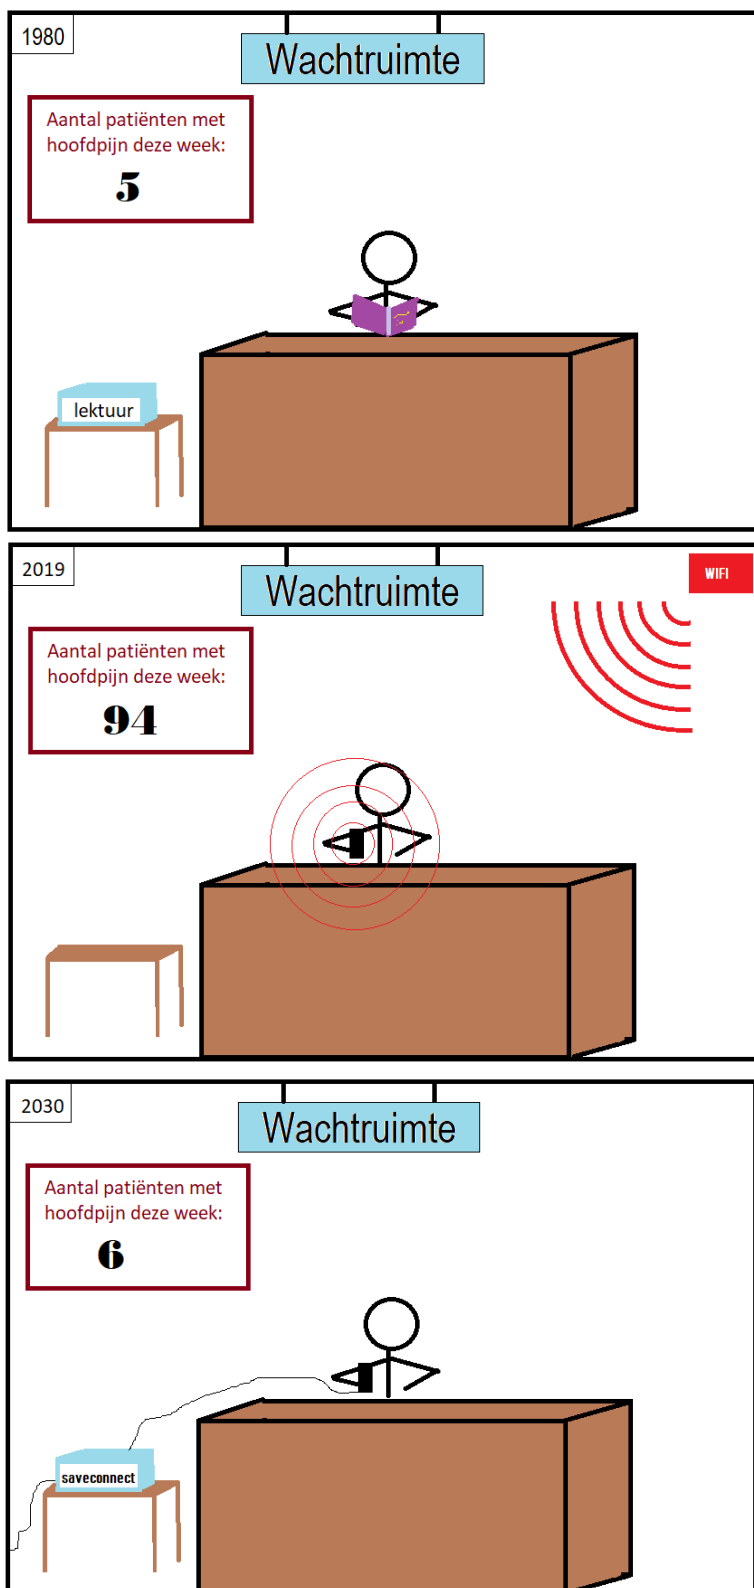 1980
Wachtruimte
Aantal patiënten met
hoofdpijn deze week:
5
lektuur
2019
Wachtruimte
WIFI
Aantal patiënten met
hoofdpijn deze week:
94
2030
Wachtruimte
Aantal patiënten met
hoofdpijn deze week:
6
saveconnect